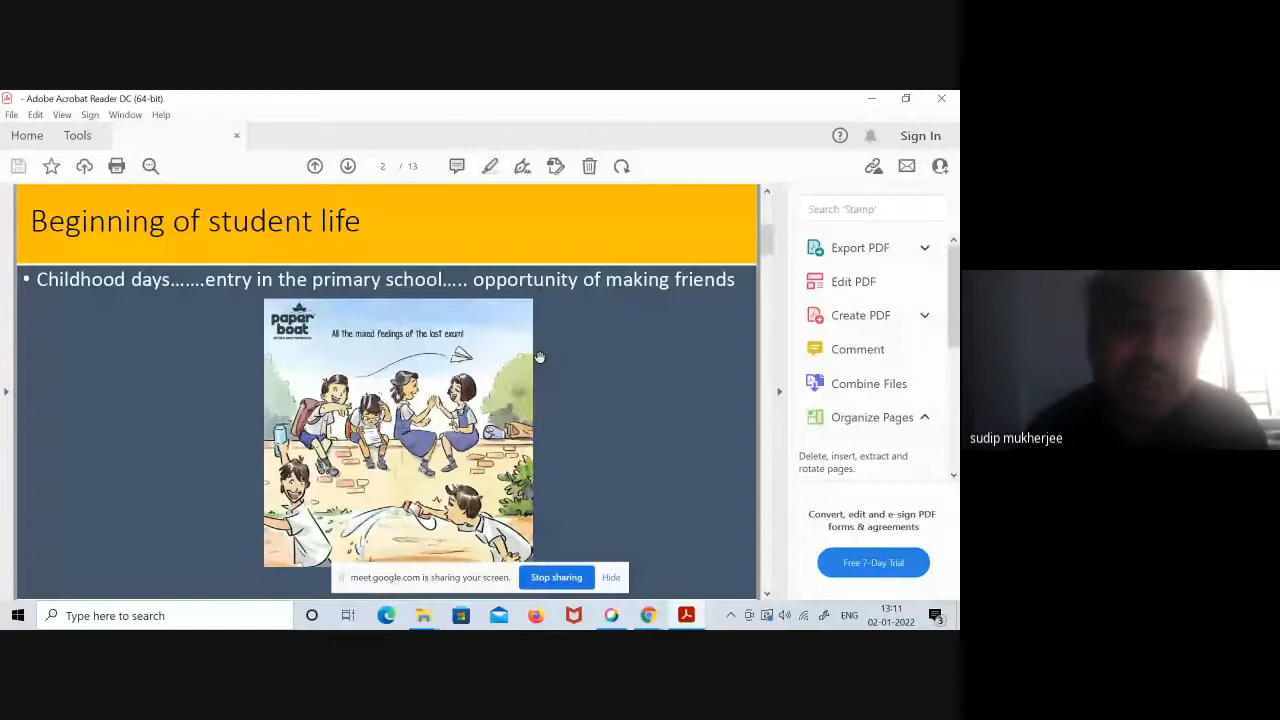 - Adobe Acrobat Reader DC (64-bit)
File Edit View Sign Window Help
Home Tools
Sign In
2 / 13
Beginning of student life
• Childhood days.......entry in the primary school..... opportunity of making friends
paper
boat
All the mixed feelings of the last exam!
Search 'Stamp'
Export PDF
Edit PDF
Create PDF
Comment
Combine Files
Organize Pages
Delete, insert, extract and
rotate pages.
Convert, edit and e-sign PDF
forms & agreements
Free 7-Day Trial
sudip mukherjee
meet.google.com is sharing your screen. Stop sharing Hide
Type here to search
ENG
13:11
02-01-2022
3